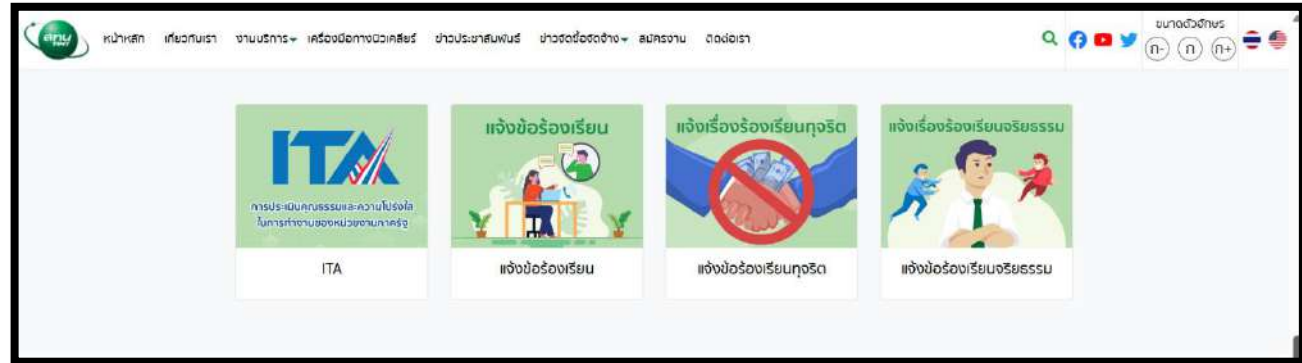 สทน
TINT
หน้าหลัก เกี่ยวกับเรา งานบริการ เครื่องมือทางนิวเคลียร์ ข่าวประชาสัมพันธ์ ข่าวจัดซื้อจัดจ้าง สมัครงาน ติดต่อเรา
ขนาดตัวอักษร
ก- ก ก+
ITA
การประเมินคุณธรรมและความโปร่งใส
ในการทำงานของหน่วยงานภาครัฐ
ITA
แจ้งข้อร้องเรียน
แจ้งข้อร้องเรียน
แจ้งเรื่องร้องเรียนทุจริต
แจ้งข้อร้องเรียนทุจริต
แจ้งเรื่องร้องเรียนจริยธรรม
แจ้งข้อร้องเรียนจริยธรรม